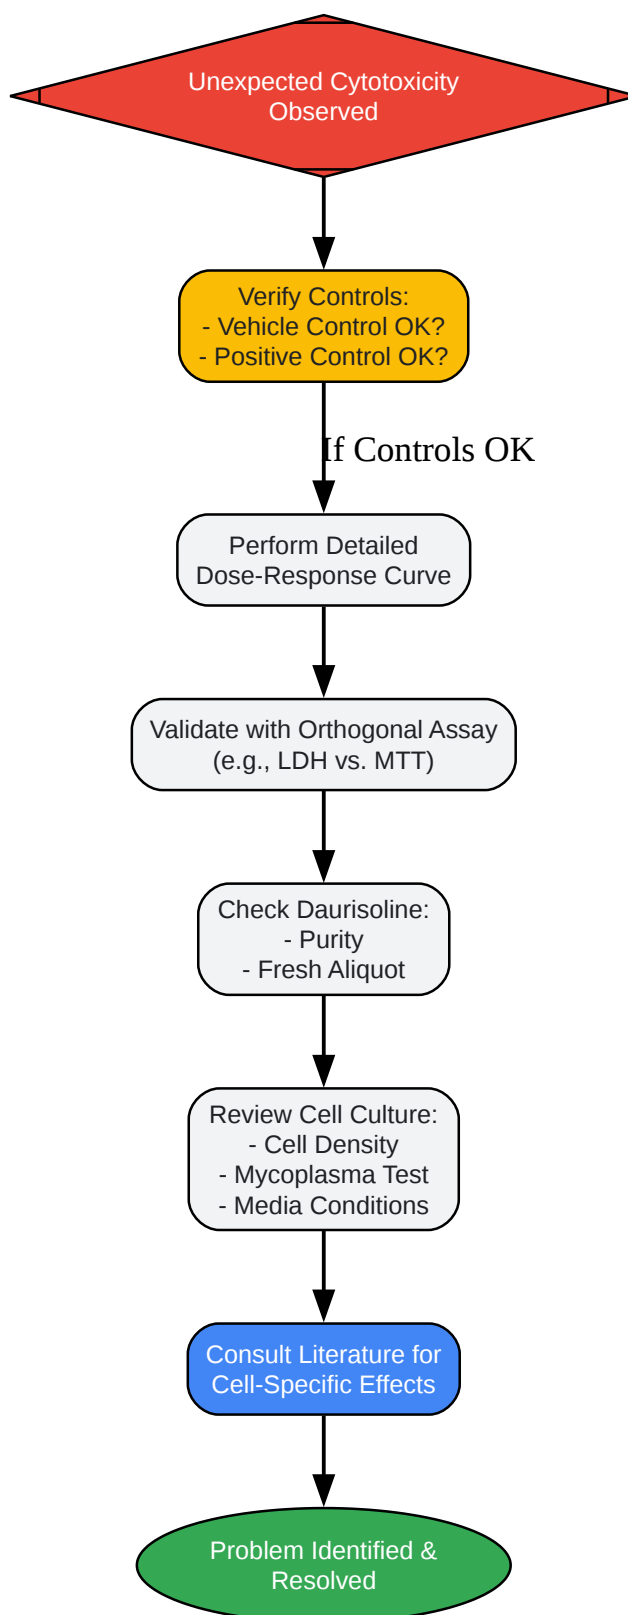 Unexpected Cytotoxicity
Observed
Verify Controls:
- Vehicle Control OK?
- Positive Control OK?
If Controls OK
Perform Detailed
Dose-Response Curve
Validate with Orthogonal Assay
(e.g., LDH vs. MTT)
Check Daurisoline:
- Purity
- Fresh Aliquot
Review Cell Culture:
- Cell Density
- Mycoplasma Test
- Media Conditions
Consult Literature for
Cell-Specific Effects
Problem Identified &
Resolved